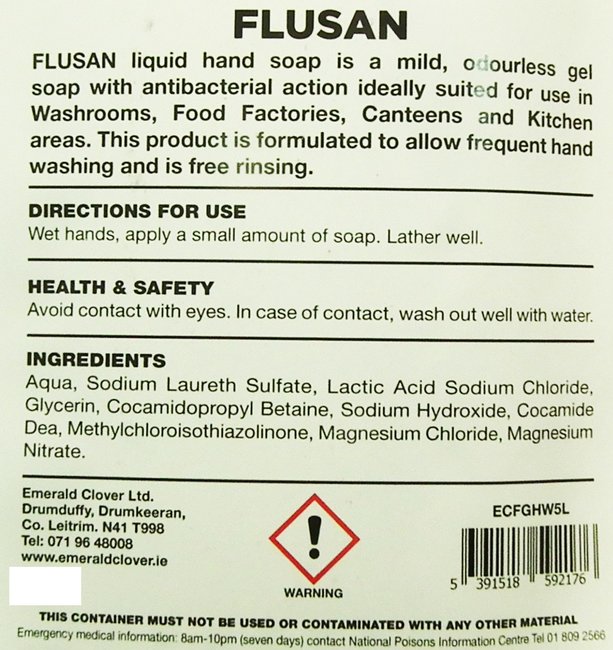 FLUSAN
FLUSAN liquid hand soap is a mild, odourless gel
soap with antibacterial action ideally suited for use in
Washrooms, Food Factories, Canteens and Kitchen
areas. This product is formulated to allow frequent hand
washing and is free rinsing.
DIRECTIONS FOR USE
Wet hands, apply a small amount of soap. Lather well.
HEALTH & SAFETY
Avoid contact with eyes. In case of contact, wash out well with water.
INGREDIENTS
Aqua, Sodium Laureth Sulfate, Lactic Acid Sodium Chloride,
Glycerin, Cocamidopropyl Betaine, Sodium Hydroxide, Cocamide
Dea, Methylchloroisothiazolinone, Magnesium Chloride, Magnesium
Nitrate.
Emerald Clover Ltd.
Drumduffy, Drumkeeran,
Co. Leitrim. N41 T998
Tel: 071 96 48008
www.emeraldclover.ie
WARNING
ECFGHW5L
5 391518 592176
THIS CONTAINER MUST NOT BE USED OR CONTAMINATED WITH ANY OTHER MATERIAL
Emergency medical information: 8am-10pm (seven days) contact National Poisons Information Centre Tel 01 809 2566